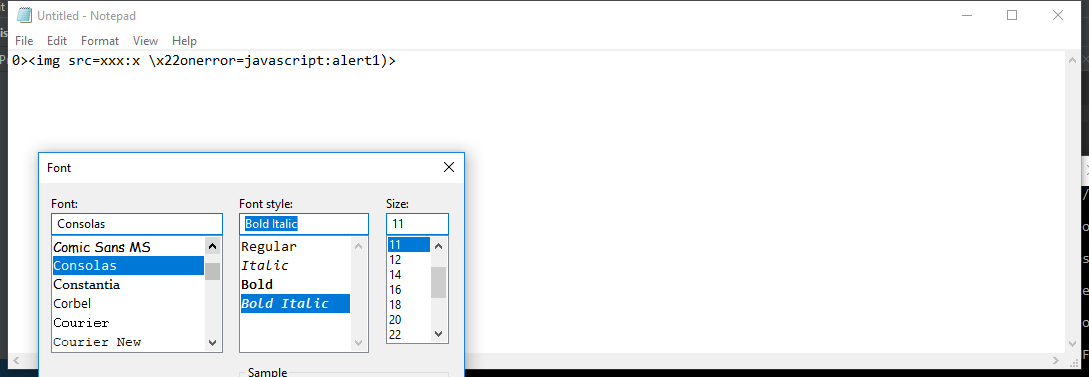 Untitled - Notepad
File Edit Format View Help
0><img src=xxx:x \x22onerror=javascript:alert1)>
Font
Font: Font style: Size:
Consolas Bold Italic 11
Comic Sans MS Regular 11
Consolas Italic 12
Constantia Bold 14
Corbel Bold Italic 16
Courier 18
Courier New 20
22
Sample